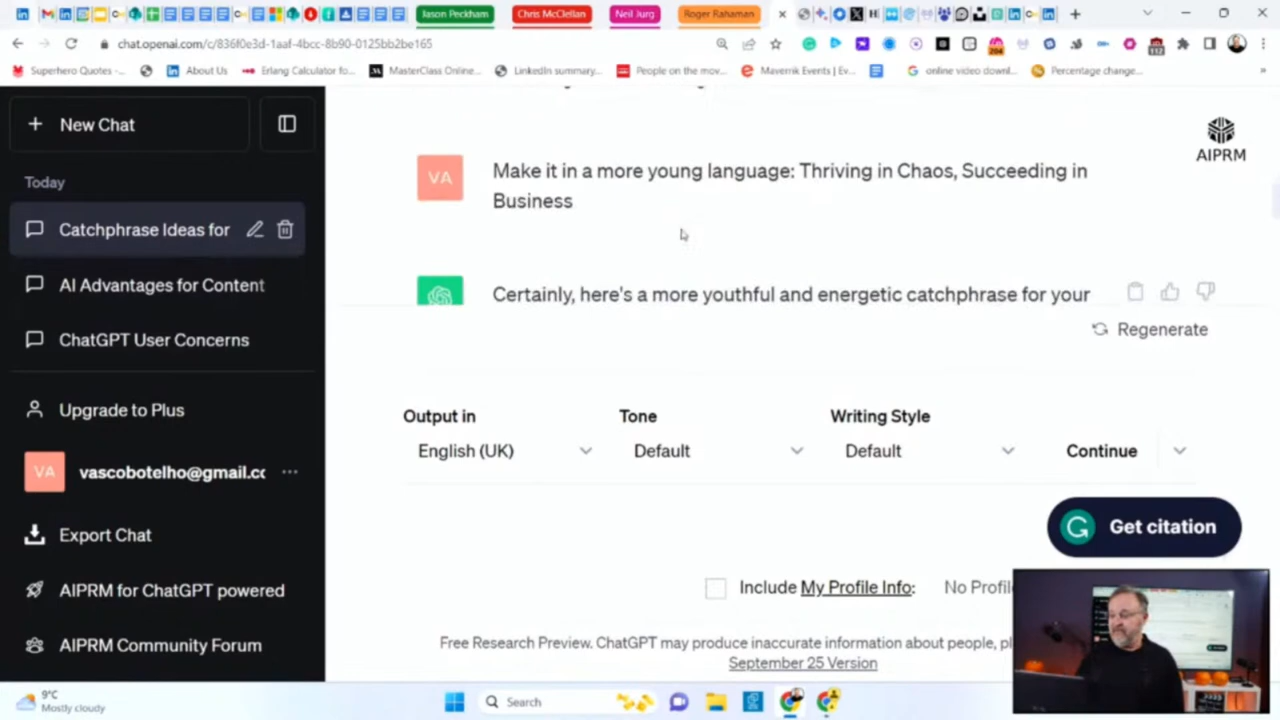 Jason Peckham
Chris McClellan
Neil Jurg
Roger Rahaman
chat.openai.com/c/836f0e3d-1aaf-4bcc-8b90-0125bb2be165
Superhero Quotes -...
About Us
Erlang Calculator fo...
MasterClass Online...
LinkedIn summary...
People on the mov...
Maverrik Events | Ev...
online video downl...
Percentage change...
204
112
New Chat
Today
Catchphrase Ideas for
AI Advantages for Content
ChatGPT User Concerns
Upgrade to Plus
VA
vascobotelho@gmail.cc
Export Chat
AIPRM for ChatGPT powered
AIPRM Community Forum
AIPRM
VA
Make it in a more young language: Thriving in Chaos, Succeeding in
Business
Certainly, here's a more youthful and energetic catchphrase for your
Regenerate
Output in
Tone
Writing Style
English (UK)
Default
Default
Continue
Get citation
Include My Profile Info:
No Profil
Free Research Preview. ChatGPT may produce inaccurate information about people, pl
September 25 Version
9°C
Mostly cloudy
Search